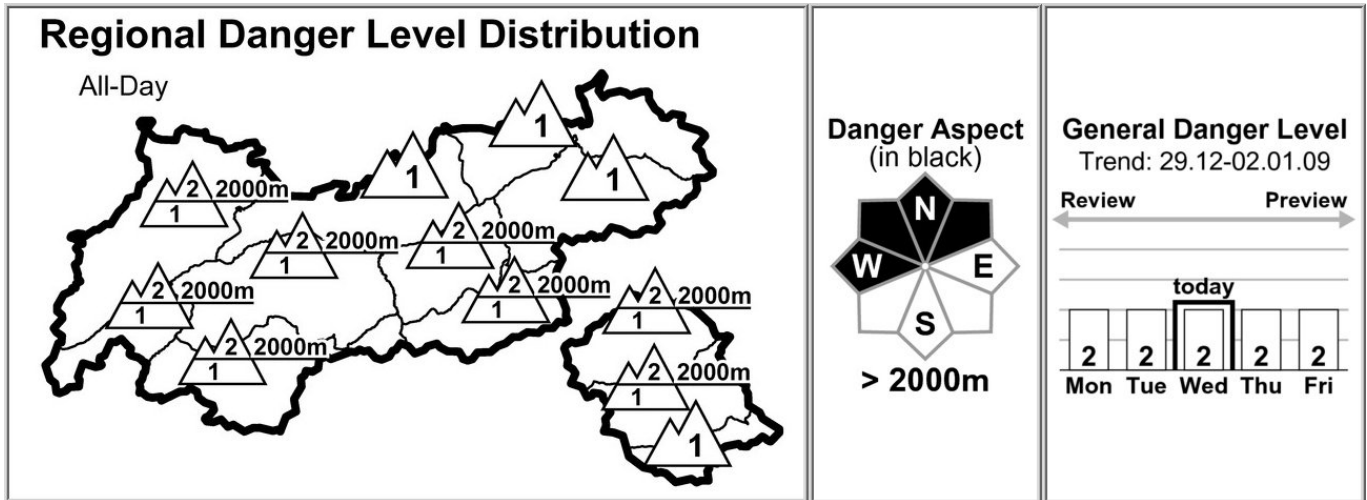 Regional Danger Level Distribution
All-Day
1
1
1
2 2000m
1
2 2000m
1
2 2000m
1
2 2000m
1
2 2000m
1
2 2000m
1
2 2000m
1
2 2000m
1
1
Danger Aspect
(in black)
N
W E
S
> 2000m
General Danger Level
Trend: 29.12-02.01.09
Review Preview
today
2 2 2 2 2
Mon Tue Wed Thu Fri